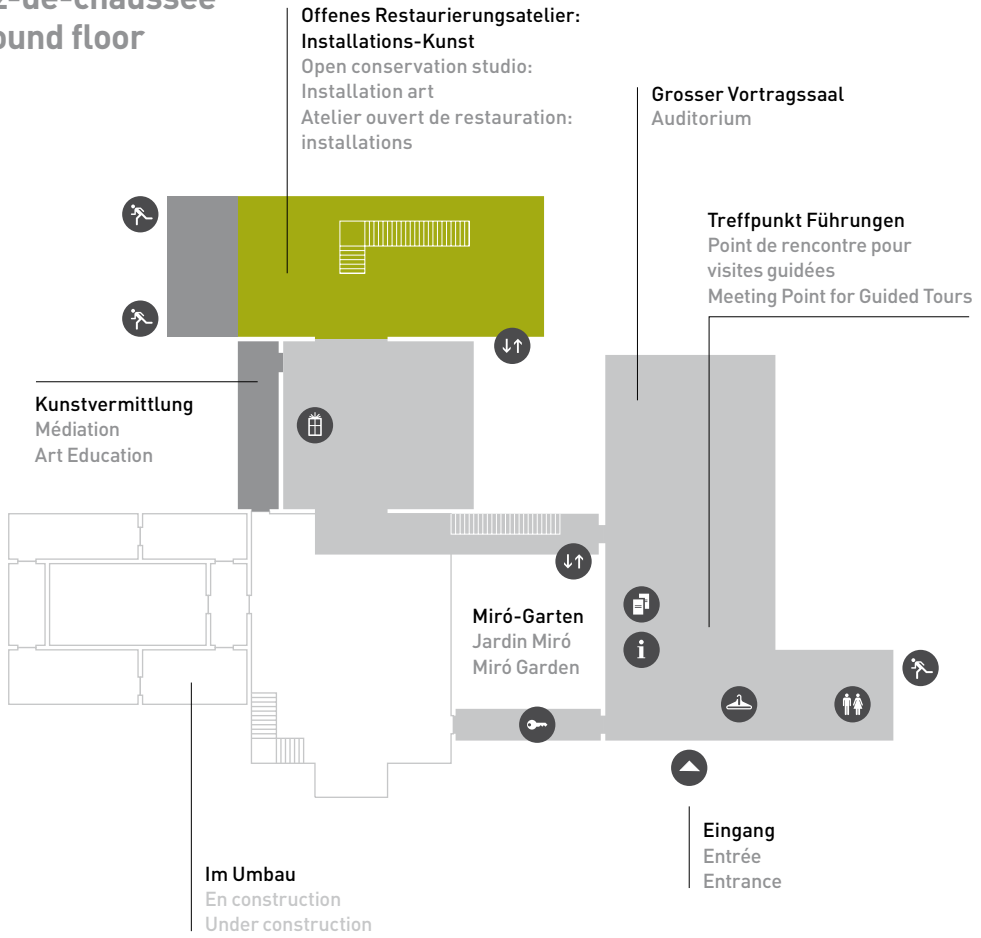 z-de-chaussée
ound floor
Offenes Restaurierungsatelier:
Installations-Kunst
Open conservation studio:
Installation art
Atelier ouvert de restauration:
installations
Grosser Vortragssaal
Auditorium
Treffpunkt Führungen
Point de rencontre pour
visites guidées
Meeting Point for Guided Tours
Kunstvermittlung
Médiation
Art Education
Miró-Garten
Jardin Miró
Miró Garden
i
Eingang
Entrée
Entrance
Im Umbau
En construction
Under construction